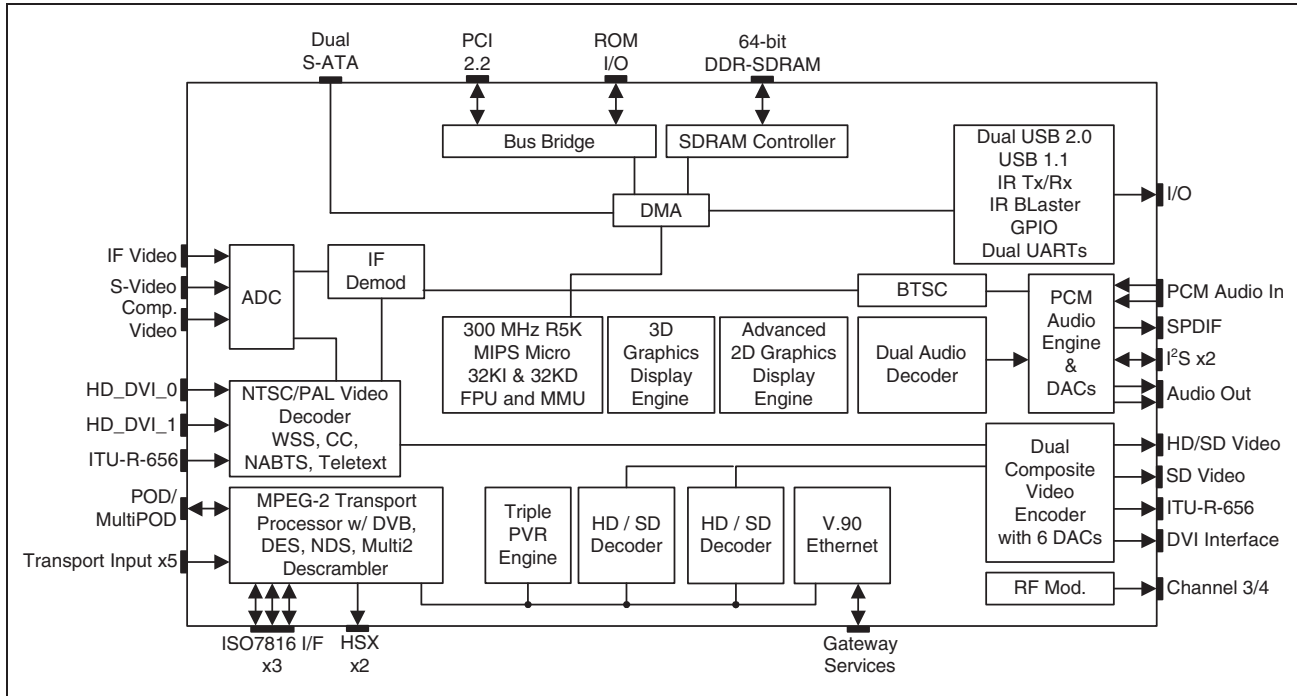 Dual
S-ATA
PCI
2.2
ROM
I/O
64-bit
DDR-SDRAM
Bus Bridge
SDRAM Controller
Dual USB 2.0
USB 1.1
IR Tx/Rx
IR BLaster
GPIO
Dual UARTs
I/O
DMA
IF Video
S-Video
Comp.
Video
ADC
IF
Demod
BTSC
PCM
Audio
Engine
&
DACs
PCM Audio In
SPDIF
I²S x2
Audio Out
300 MHz R5K
MIPS Micro
32KI & 32KD
FPU and MMU
3D
Graphics
Display
Engine
Advanced
2D Graphics
Display
Engine
Dual Audio
Decoder
HD_DVI_0
HD_DVI_1
ITU-R-656
NTSC/PAL Video
Decoder
WSS, CC,
NABTS, Teletext
Dual
Composite
Video
Encoder
with 6 DACs
HD/SD Video
SD Video
ITU-R-656
DVI Interface
POD/
MultiPOD
Transport Input x5
MPEG-2 Transport
Processor w/ DVB,
DES, NDS, Multi2
Descrambler
Triple
PVR
Engine
HD / SD
Decoder
HD / SD
Decoder
V.90
Ethernet
RF Mod.
Channel 3/4
ISO7816 I/F
x3
HSX
x2
Gateway
Services